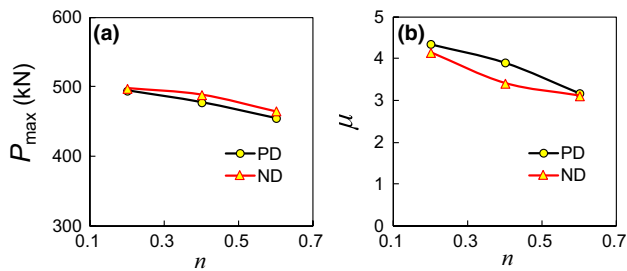 (a)
P_max (kN)
600
500
400
300
PD
ND
0.1 0.3 0.5 0.7
n
(b)
μ
5
4
3
2
1
0
PD
ND
0.1 0.3 0.5 0.7
n